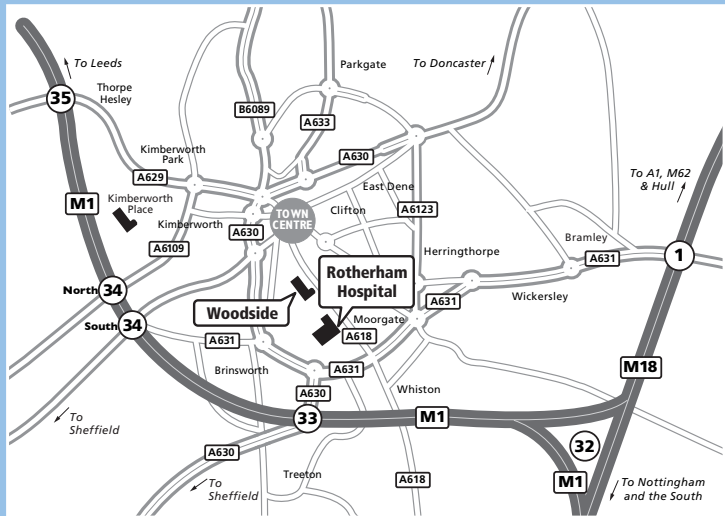 To Leeds
Parkgate
To Doncaster
35
Thorpe
Hesley
B6089
A633
Kimberworth
Park
A630
A629
To A1, M62
& Hull
M1
Kimberworth
Place
East Dene
TOWN
CENTRE
Clifton
A6123
Kimberworth
A630
A6109
Bramley
Herringthorpe
A631
1
Rotherham
Hospital
North
34
Woodside
A631
Wickersley
South
34
Moorgate
A618
A631
A631
Brinsworth
M18
A630
Whiston
To
Sheffield
33
M1
32
A630
Treeton
To
Sheffield
A618
M1
To Nottingham
and the South